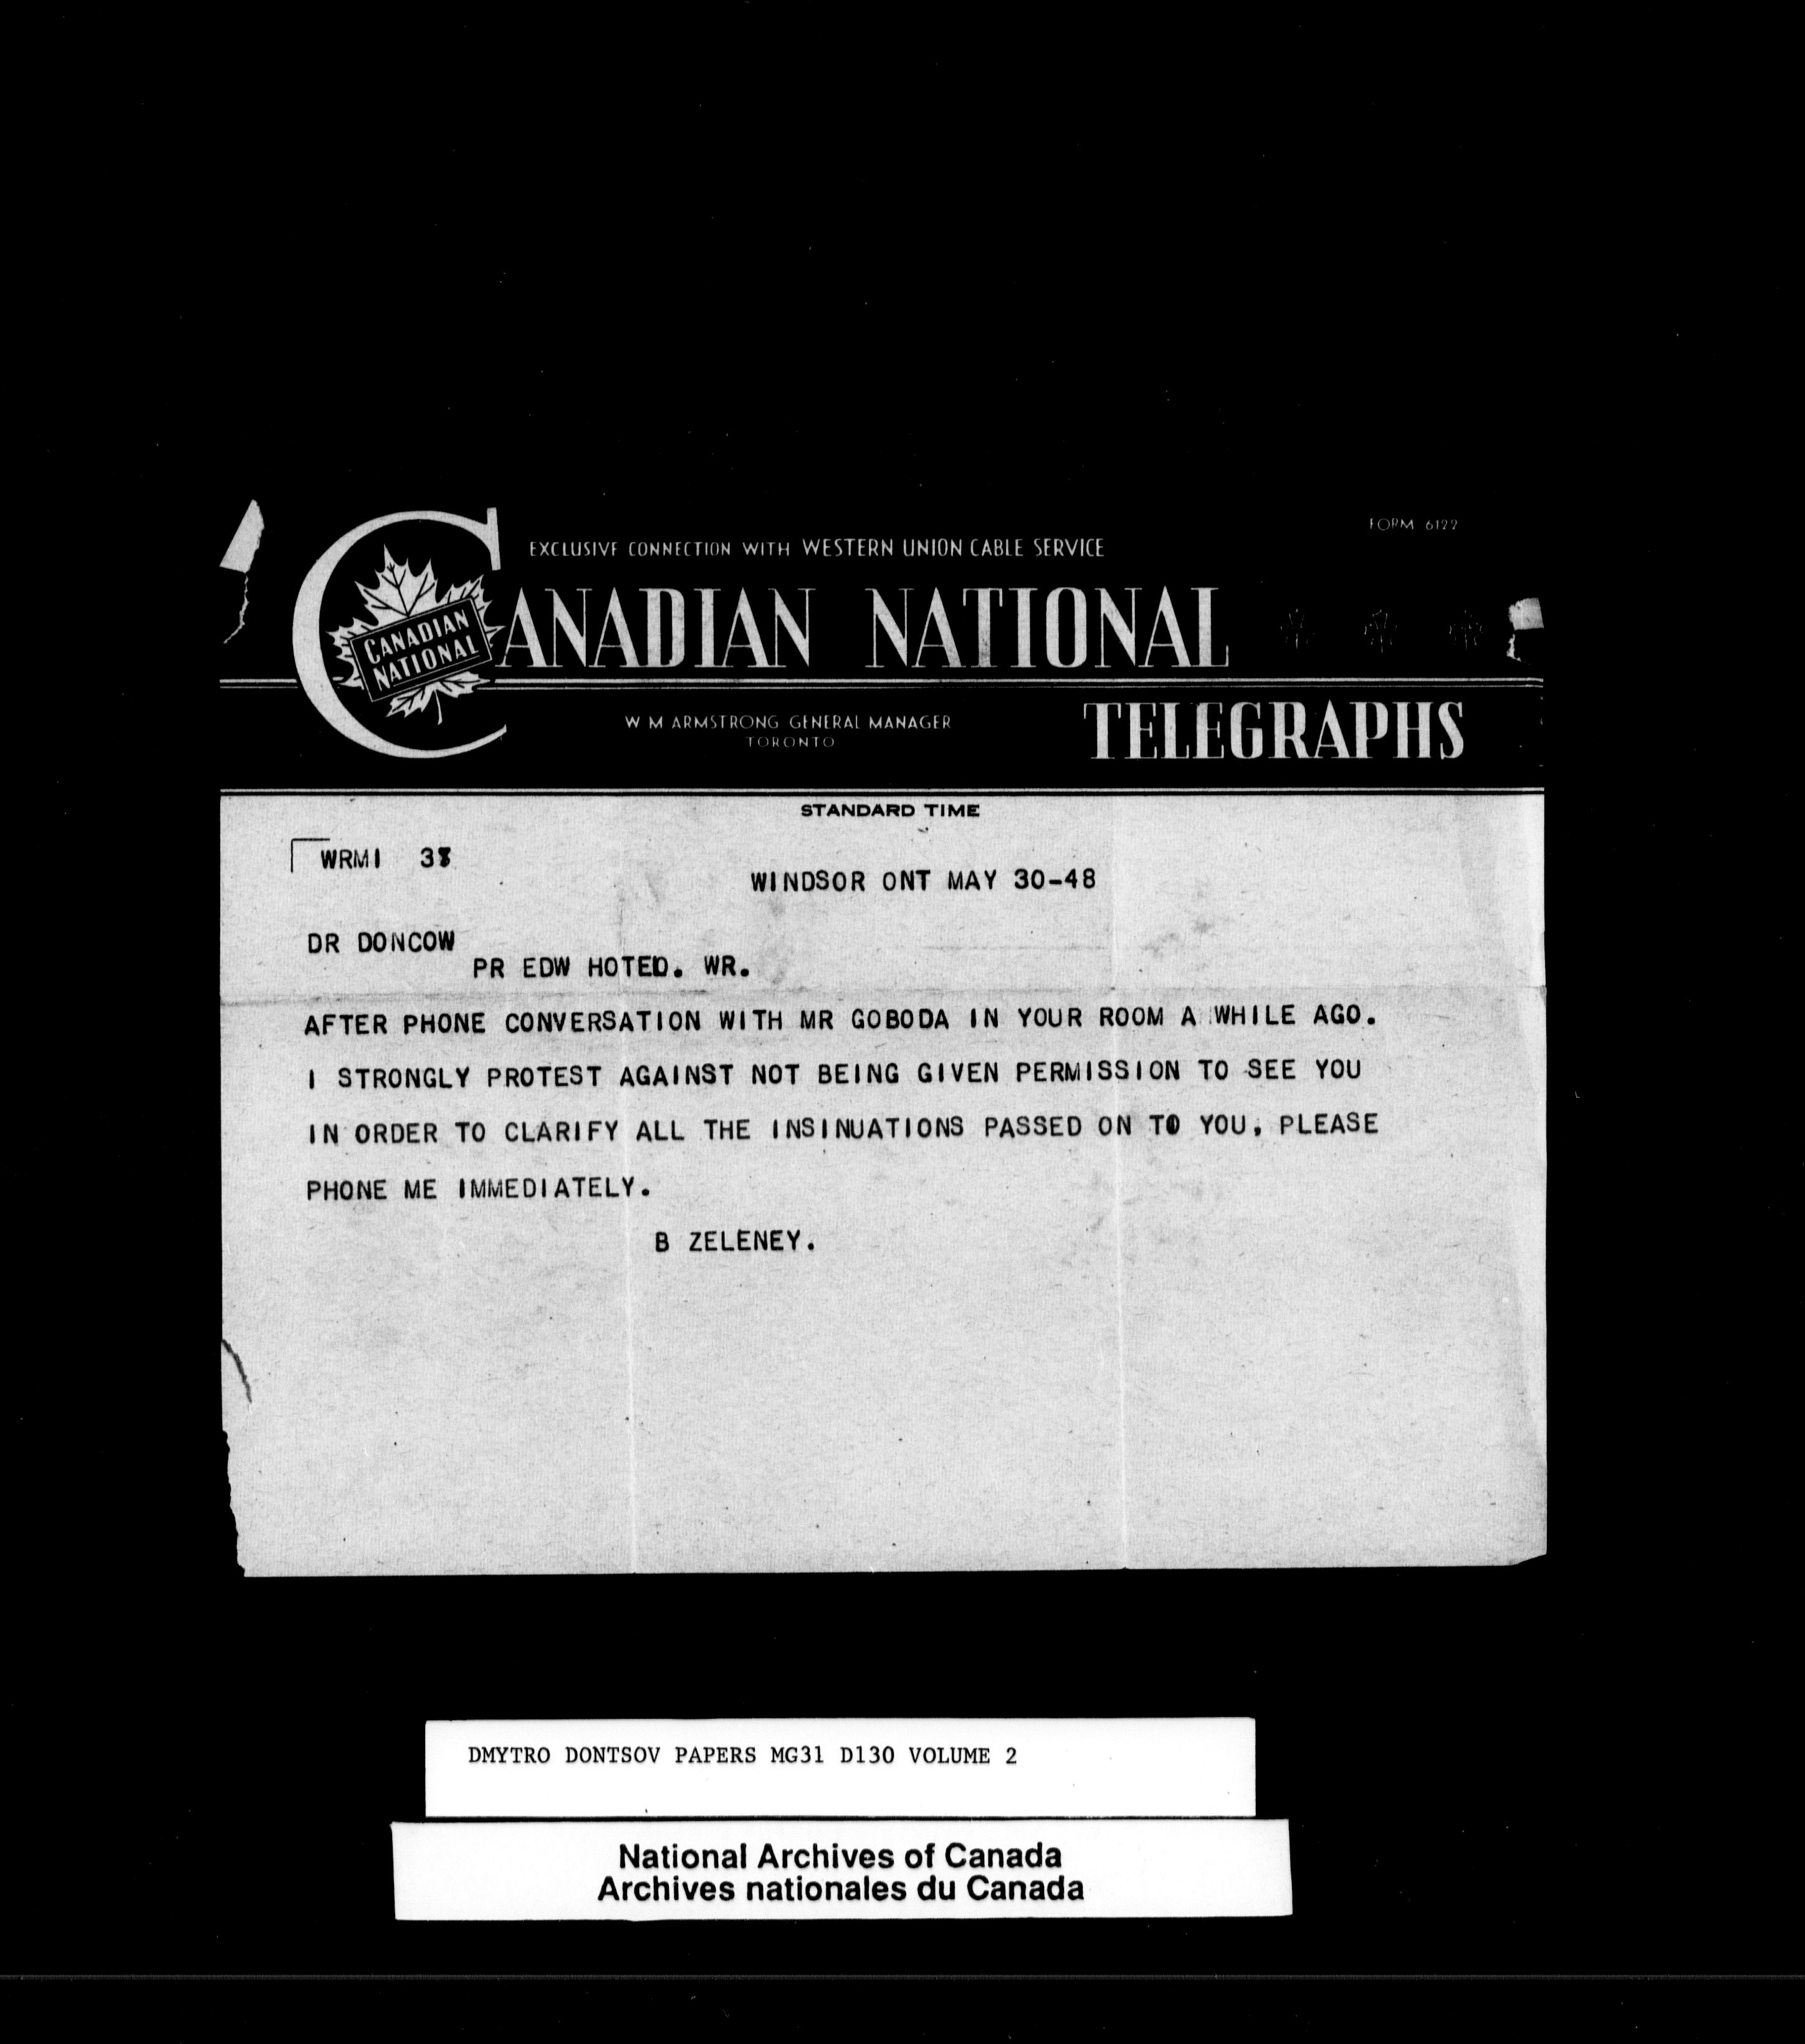 FORM 6122
EXCLUSIVE CONNECTION WITH WESTERN UNION CABLE SERVICE
CANADIAN NATIONAL
CANADIAN
NATIONAL
TELEGRAPHS
W M ARMSTRONG GENERAL MANAGER
TORONTO
STANDARD TIME
WRM1
WINDSOR ONT MAY 30-48
DR DONCOW
PR EDW HOTED. WR.
AFTER PHONE CONVERSATION WITH MR GOBODA IN YOUR ROOM A WHILE AGO.
I STRONGLY PROTEST AGAINST NOT BEING GIVEN PERMISSION TO SEE YOU
IN ORDER TO CLARIFY ALL THE INSINUATIONS PASSED ON TO YOU, PLEASE
PHONE ME IMMEDIATELY.
B ZELENEY.
DMYTRO DONTSOV PAPERS MG31 D130 VOLUME 2
National Archives of Canada
Archives nationales du Canada